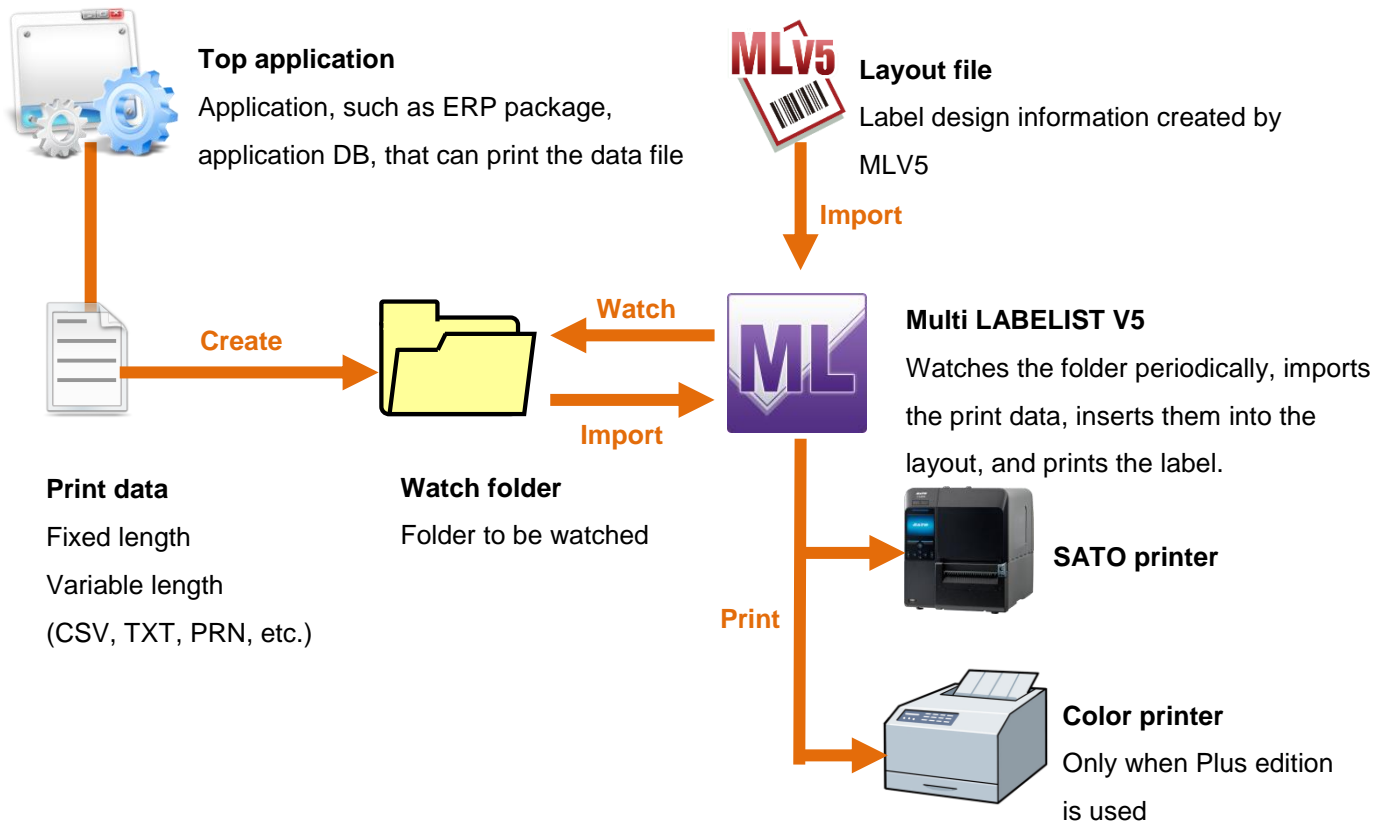 Top application
Application, such as ERP package,
application DB, that can print the data file
MLV5
Layout file
Label design information created by
MLV5
Import
Create
Watch
Import
ML
Multi LABELIST V5
Watches the folder periodically, imports
the print data, inserts them into the
layout, and prints the label.
Print data
Fixed length
Variable length
(CSV, TXT, PRN, etc.)
Watch folder
Folder to be watched
SATO printer
Print
Color printer
Only when Plus edition
is used